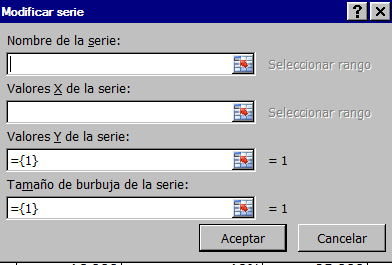 Modificar serie
Nombre de la serie:
Seleccionar rango
Valores X de la serie:
Seleccionar rango
Valores Y de la serie:
={1} = 1
Tamaño de burbuja de la serie:
={1} = 1
Aceptar Cancelar